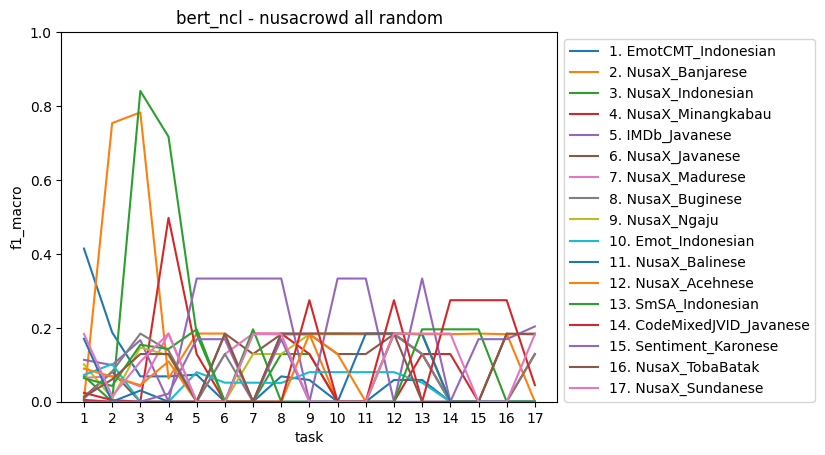 bert_ncl - nusacrowd all random
1.0
0.8
0.6
0.4
0.2
0.0
f1_macro
1 2 3 4 5 6 7 8 9 10 11 12 13 14 15 16 17
task
1. EmotCMT_Indonesian
2. NusaX_Banjarese
3. NusaX_Indonesian
4. NusaX_Minangkabau
5. IMDb_Javanese
6. NusaX_Javanese
7. NusaX_Madurese
8. NusaX_Buginese
9. NusaX_Ngaju
10. Emot_Indonesian
11. NusaX_Balinese
12. NusaX_Acehnese
13. SmSA_Indonesian
14. CodeMixedJVID_Javanese
15. Sentiment_Karonese
16. NusaX_TobaBatak
17. NusaX_Sundanese